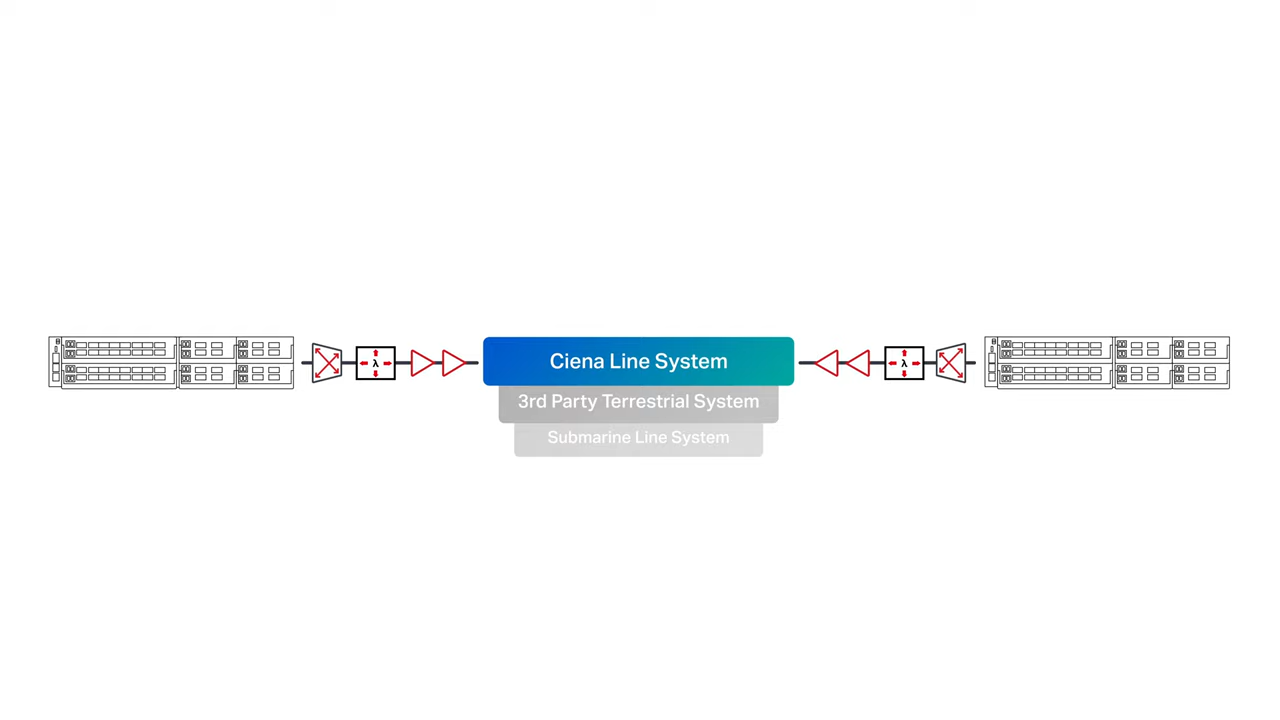 λ
Ciena Line System
λ
3rd Party Terrestrial System
Submarine Line System